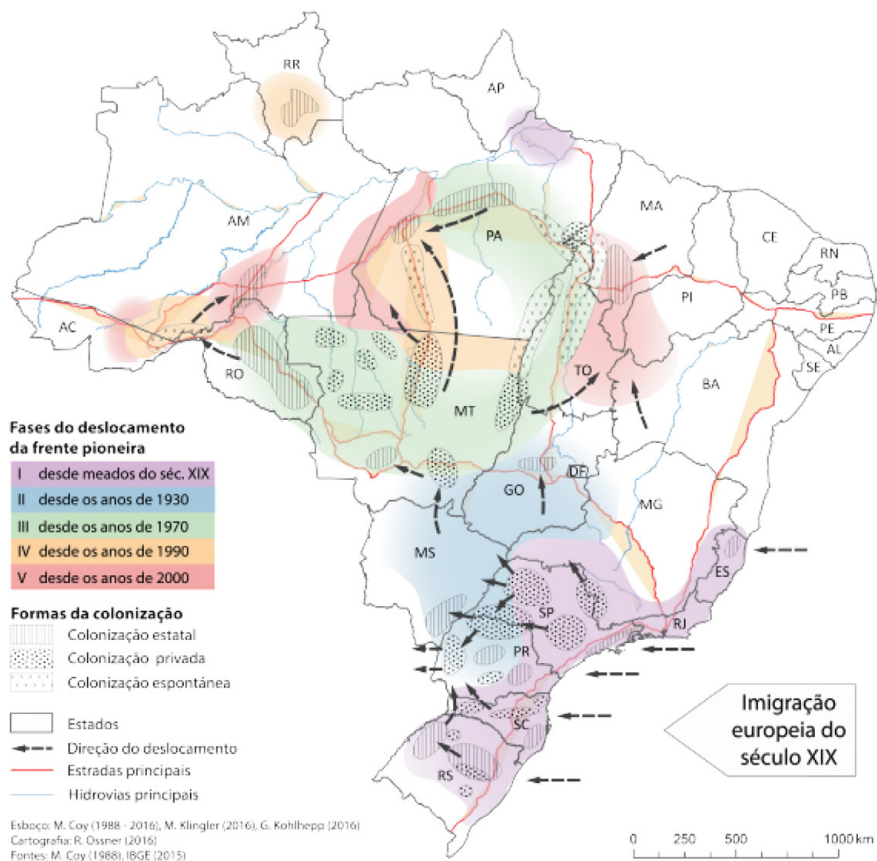 RR
AP
AM
PA
MA
CE
RN
PB
PE
AL
SE
PI
AC
RO
TO
BA
MT
Fases do deslocamento
da frente pioneira
I desde meados do séc. XIX
II desde os anos de 1930
III desde os anos de 1970
IV desde os anos de 1990
V desde os anos de 2000
DF
GO
MG
MS
ES
SP
RJ
PR
SC
RS
Formas da colonização
Colonização estatal
Colonização privada
Colonização espontánea
Estados
Direção do deslocamento
Estradas principais
Hidrovias principais
Imigração
europeia do
século XIX
Esboço: M. Coy (1988 - 2016), M. Klingler (2016), G. Kohlhepp (2016)
Cartografia: R. Ossner (2016)
Fontes: M. Coy (1988), IBGE (2015)
0 250 500 1000 km